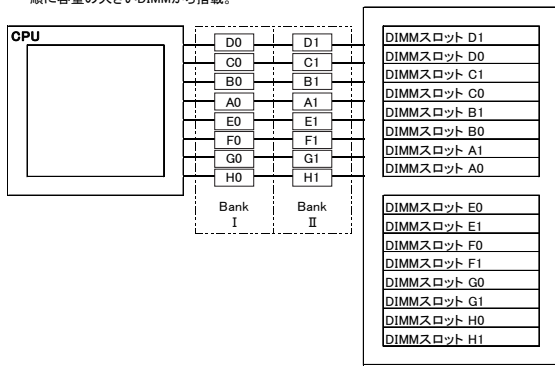 順に容量の大きいDIMMから搭載。
CPU
D0 D1
C0 C1
B0 B1
A0 A1
E0 E1
F0 F1
G0 G1
H0 H1
Bank Bank
Ⅰ Ⅱ
DIMMスロット D1
DIMMスロット D0
DIMMスロット C1
DIMMスロット C0
DIMMスロット B1
DIMMスロット B0
DIMMスロット A1
DIMMスロット A0
DIMMスロット E0
DIMMスロット E1
DIMMスロット F0
DIMMスロット F1
DIMMスロット G0
DIMMスロット G1
DIMMスロット H0
DIMMスロット H1